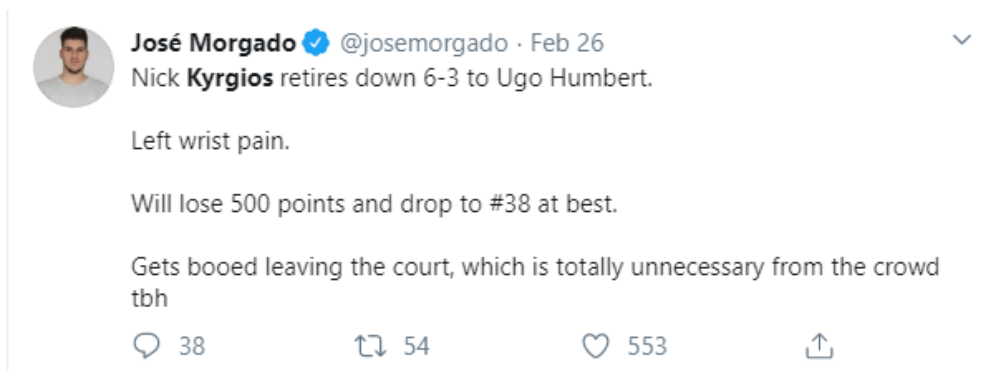 José Morgado @josemorgado · Feb 26
Nick Kyrgios retires down 6-3 to Ugo Humbert.
Left wrist pain.
Will lose 500 points and drop to #38 at best.
Gets booed leaving the court, which is totally unnecessary from the crowd
tbh
38 54 553